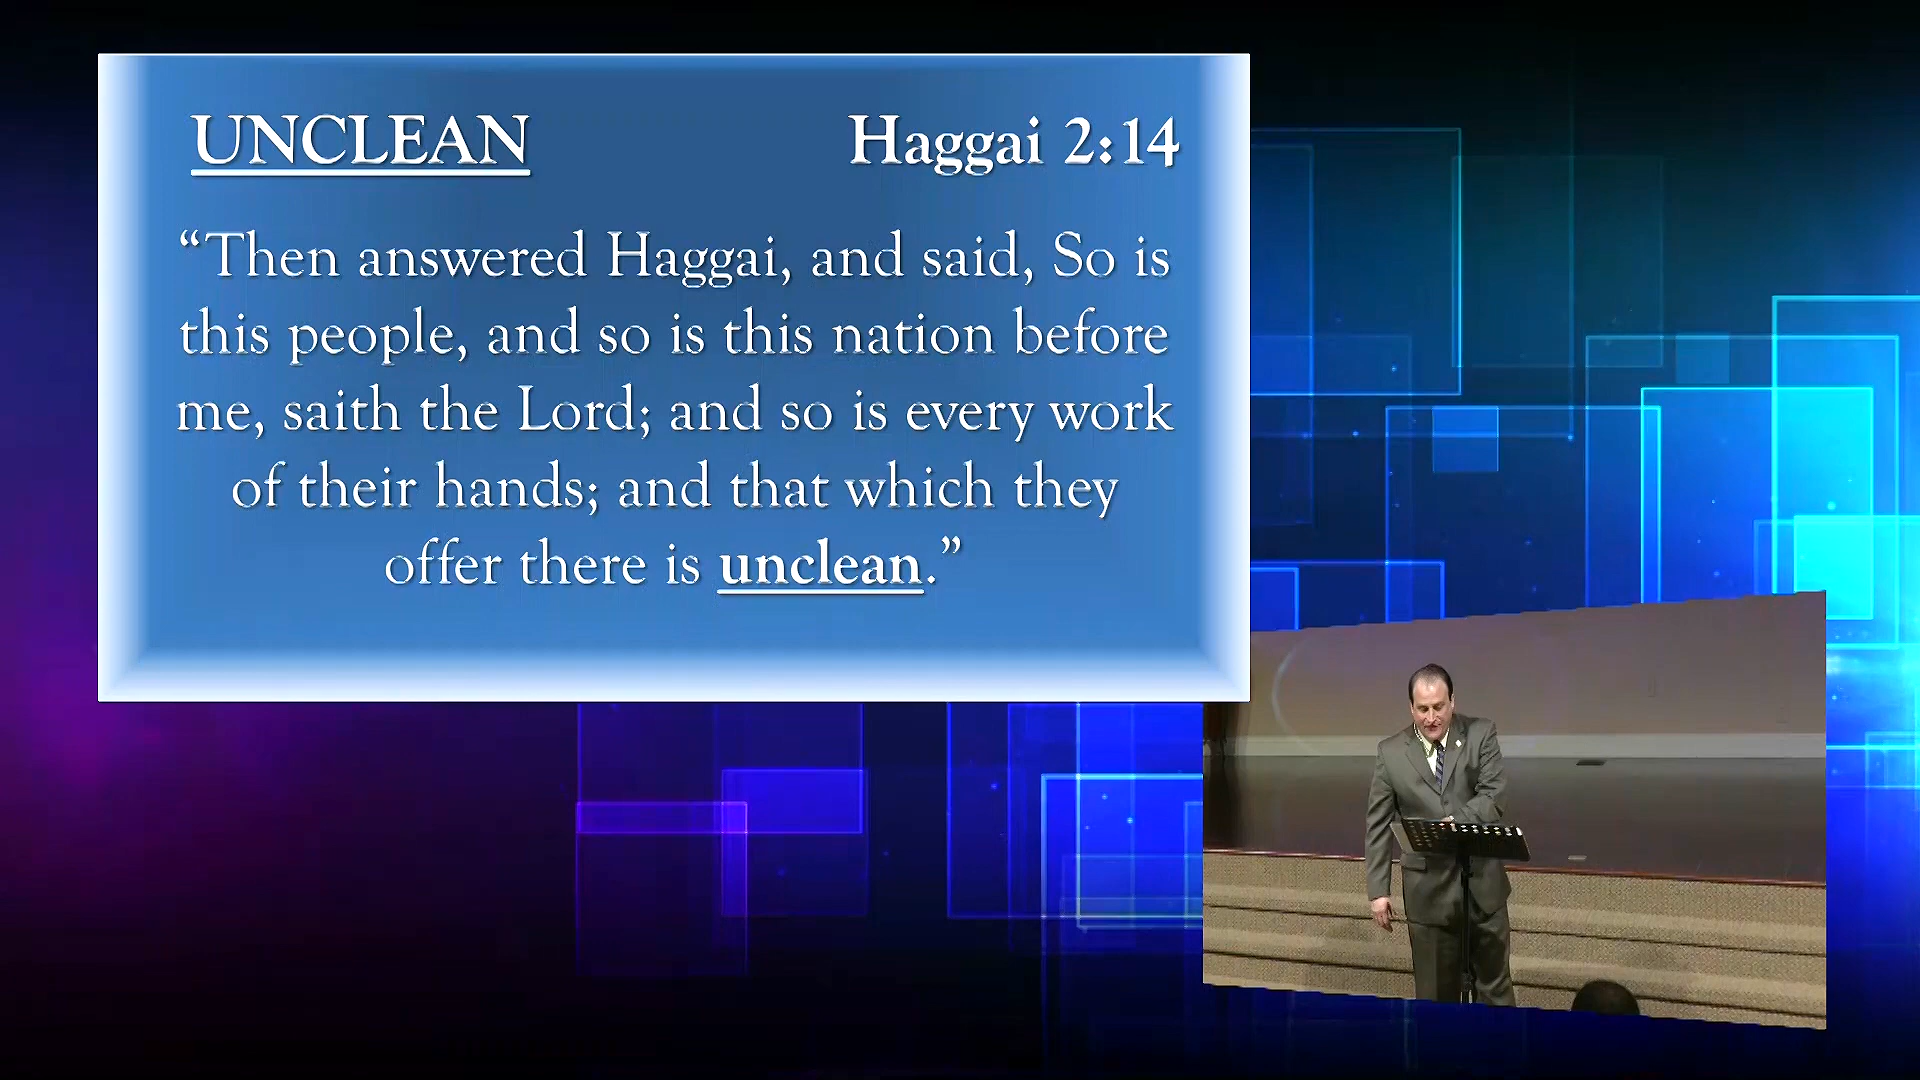 UNCLEAN Haggai 2:14
“Then answered Haggai, and said, So is
this people, and so is this nation before
me, saith the Lord; and so is every work
of their hands; and that which they
offer there is unclean.”